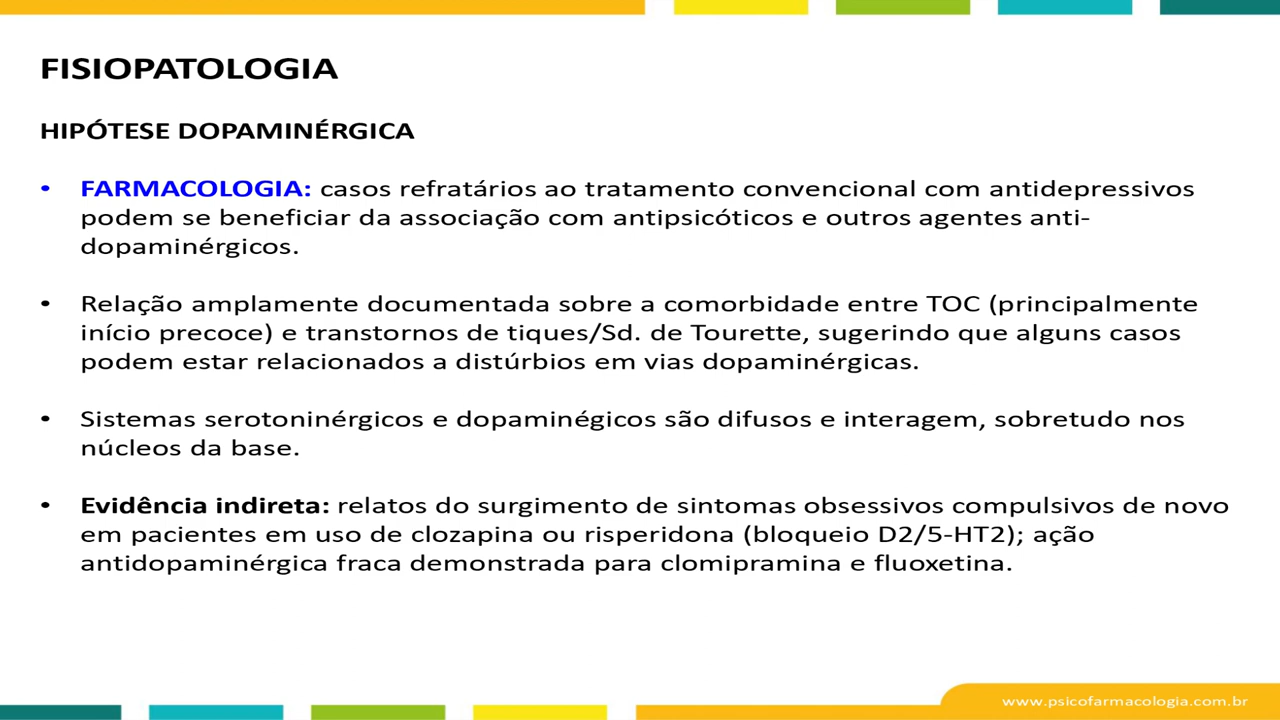 FISIOPATOLOGIA
HIPÓTESE DOPAMINÉRGICA
• FARMACOLOGIA: casos refratários ao tratamento convencional com antidepressivos
podem se beneficiar da associação com antipsicóticos e outros agentes anti-
dopaminérgicos.
• Relação amplamente documentada sobre a comorbidade entre TOC (principalmente
início precoce) e transtornos de tiques/Sd. de Tourette, sugerindo que alguns casos
podem estar relacionados a distúrbios em vias dopaminérgicas.
• Sistemas serotoninérgicos e dopaminégicos são difusos e interagem, sobretudo nos
núcleos da base.
• Evidência indireta: relatos do surgimento de sintomas obsessivos compulsivos de novo
em pacientes em uso de clozapina ou risperidona (bloqueio D2/5-HT2); ação
antidopaminérgica fraca demonstrada para clomipramina e fluoxetina.
www.psicofarmacologia.com.br